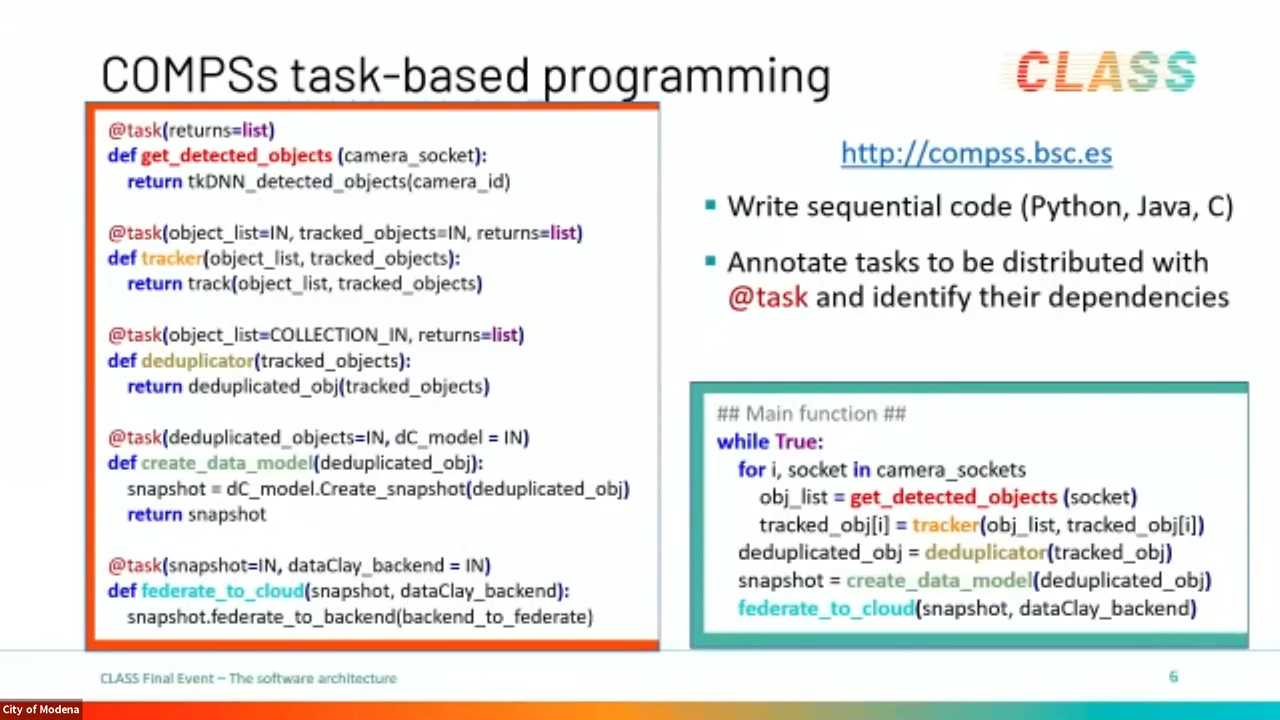 COMPSs task-based programming
CLASS
@task(returns=list)
def get_detected_objects (camera_socket):
return tkDNN_detected_objects(camera_id)
@task(object_list=IN, tracked_objects=IN, returns=list)
def tracker(object_list, tracked_objects):
return track(object_list, tracked_objects)
@task(object_list=COLLECTION_IN, returns=list)
def deduplicator(tracked_objects):
return deduplicated_obj(tracked_objects)
@task(deduplicated_objects=IN, dC_model = IN)
def create_data_model(deduplicated_obj):
snapshot = dC_model.Create_snapshot(deduplicated_obj)
return snapshot
@task(snapshot=IN, dataClay_backend = IN)
def federate_to_cloud(snapshot, dataClay_backend):
snapshot.federate_to_backend(backend_to_federate)
http://compss.bsc.es
Write sequential code (Python, Java, C)
Annotate tasks to be distributed with
@task and identify their dependencies
## Main function ##
while True:
for i, socket in camera_sockets
obj_list = get_detected_objects (socket)
tracked_obj[i] = tracker(obj_list, tracked_obj[i])
deduplicated_obj = deduplicator(tracked_obj)
snapshot = create_data_model(deduplicated_obj)
federate_to_cloud(snapshot, dataClay_backend)
CLASS Final Event – The software architecture
6
City of Modena